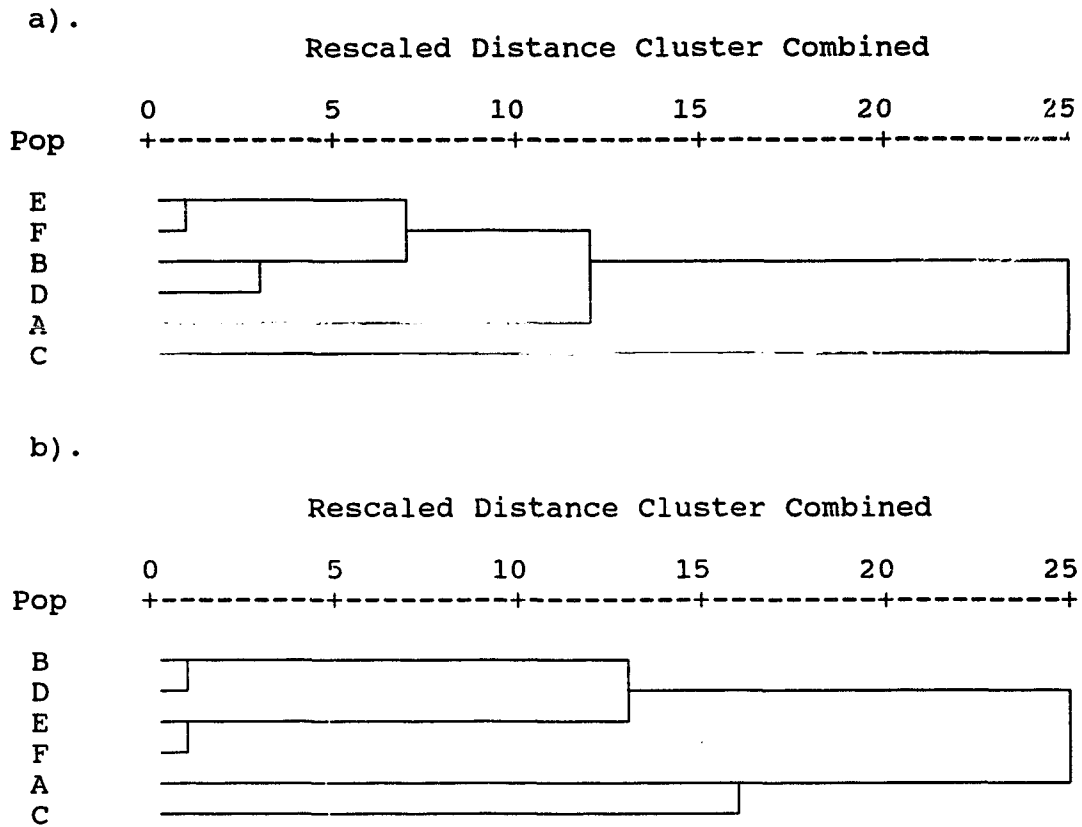 a).
Rescaled Distance Cluster Combined
0 5 10 15 20 25
Pop +---------+---------+---------+---------+---------+
E
F
B
D
A
C
b).
Rescaled Distance Cluster Combined
0 5 10 15 20 25
Pop +---------+---------+---------+---------+---------+
B
D
E
F
A
C